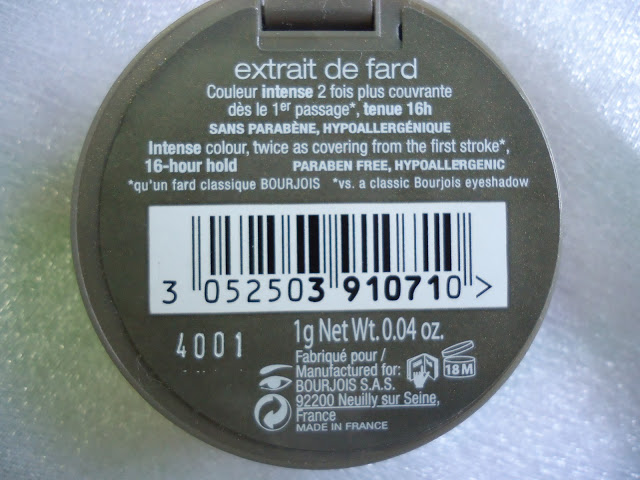 extrait de fard
Couleur intense 2 fois plus couvrante
dès le 1er passage*, tenue 16h
SANS PARABÈNE, HYPOALLERGÉNIQUE
Intense colour, twice as covering from the first stroke*,
16-hour hold PARABEN FREE, HYPOALLERGENIC
*qu'un fard classique BOURJOIS *vs. a classic Bourjois eyeshadow
3 052503 910710 >
4001
1g Net Wt. 0.04 oz.
Fabriqué pour /
Manufactured for:
BOURJOIS S.A.S.
92200 Neuilly sur Seine,
France
MADE IN FRANCE
18M